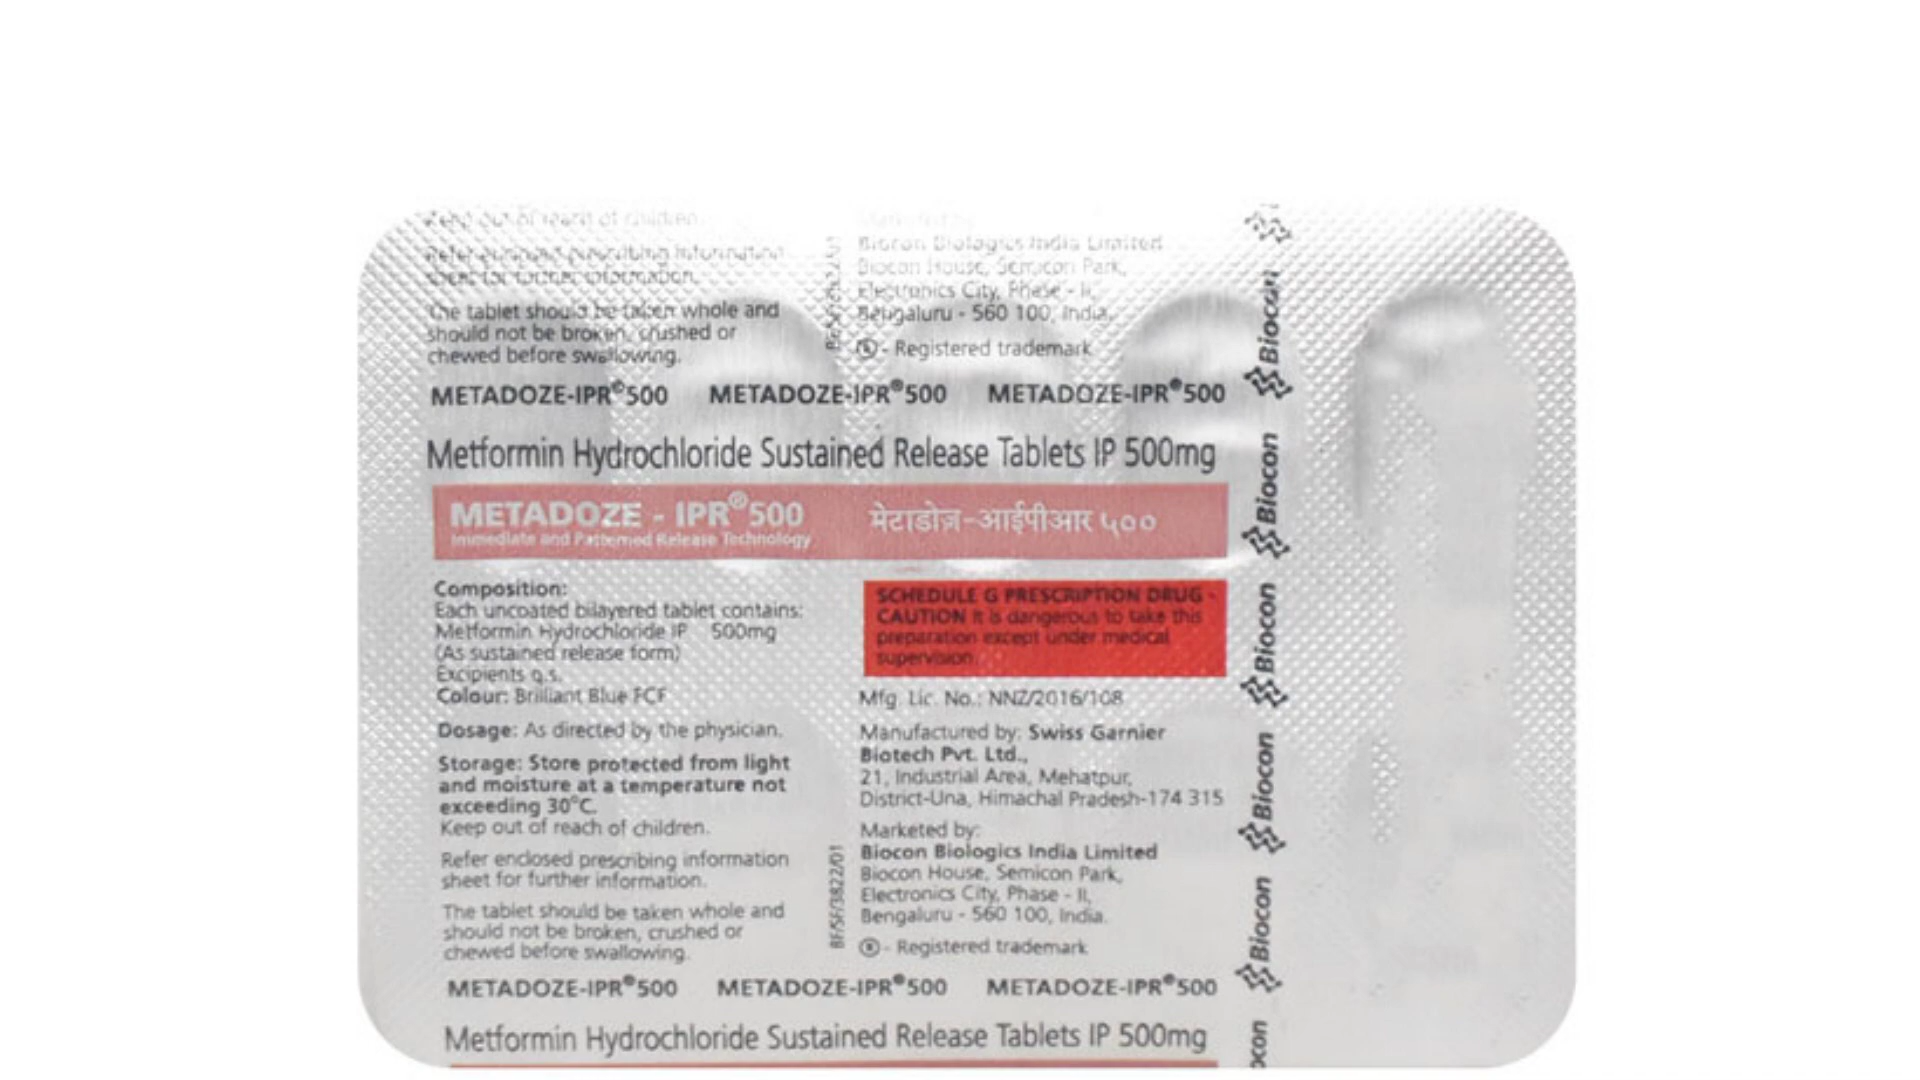 Keep out of reach of children.
Refer enclosed prescribing information
sheet for further information.
The tablet should be taken whole and
should not be broken, crushed or
chewed before swallowing.
Biocon Biologics India Limited
Biocon House, Semicon Park,
Electronics City, Phase - II,
Bengaluru - 560 100, India.
® - Registered trademark
METADOZE-IPR®500 METADOZE-IPR®500 METADOZE-IPR®500
Metformin Hydrochloride Sustained Release Tablets IP 500mg
METADOZE - IPR®500
Immediate and Patterned Release Technology
मेटाडोज़-आईपीआर ५००
Composition:
Each uncoated bilayered tablet contains:
Metformin Hydrochloride IP 500mg
(As sustained release form)
Excipients q.s.
Colour: Brilliant Blue FCF
Dosage: As directed by the physician.
Storage: Store protected from light
and moisture at a temperature not
exceeding 30°C.
Keep out of reach of children.
Refer enclosed prescribing information
sheet for further information.
The tablet should be taken whole and
should not be broken, crushed or
chewed before swallowing.
SCHEDULE G PRESCRIPTION DRUG -
CAUTION It is dangerous to take this
preparation except under medical
supervision.
Mfg. Lic. No.: NNZ/2016/108
Manufactured by: Swiss Garnier
Biotech Pvt. Ltd.,
21, Industrial Area, Mehatpur,
District-Una, Himachal Pradesh-174 315
Marketed by:
Biocon Biologics India Limited
Biocon House, Semicon Park,
Electronics City, Phase - II,
Bengaluru - 560 100, India.
® - Registered trademark
BF/SF/3822/01
METADOZE-IPR®500 METADOZE-IPR®500 METADOZE-IPR®500
Metformin Hydrochloride Sustained Release Tablets IP 500mg
Biocon
Biocon
Biocon
Biocon
Biocon
ocon